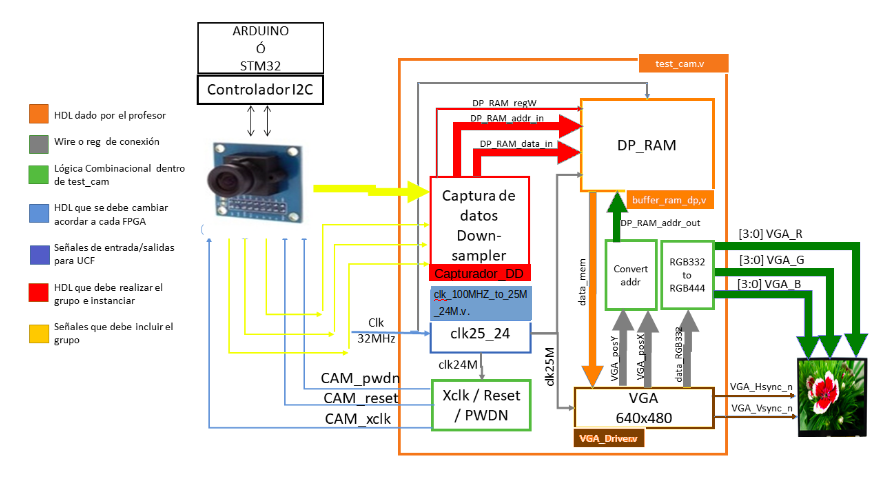 ARDUINO
Ó
STM32
Controlador I2C
HDL dado por el profesor
Wire o reg de conexión
Lógica Combinacional dentro
de test_cam
HDL que se debe cambiar
acordar a cada FPGA
Señales de entrada/salidas
para UCF
HDL que debe realizar el
grupo e instanciar
Señales que debe incluir el
grupo
test_cam.v
DP_RAM_regW
DP_RAM_addr_in
DP_RAM_data_in
DP_RAM
buffer_ram_dp,v
DP_RAM_addr_out
Captura de
datos
Down-
sampler
Capturador_DD
clk_100MHZ_to_25M
_24M.v.
clk25_24
Clk
32MHz
clk24M
clk25M
data_mem
Convert
addr
RGB332
to
RGB444
[3:0] VGA_R
[3:0] VGA_G
[3:0] VGA_B
VGA_posY
VGA_posX
data_RGB332
CAM_pwdn
CAM_reset
CAM_xclk
Xclk / Reset
/ PWDN
VGA
640x480
VGA_Driver.v
VGA_Hsync_n
VGA_Vsync_n